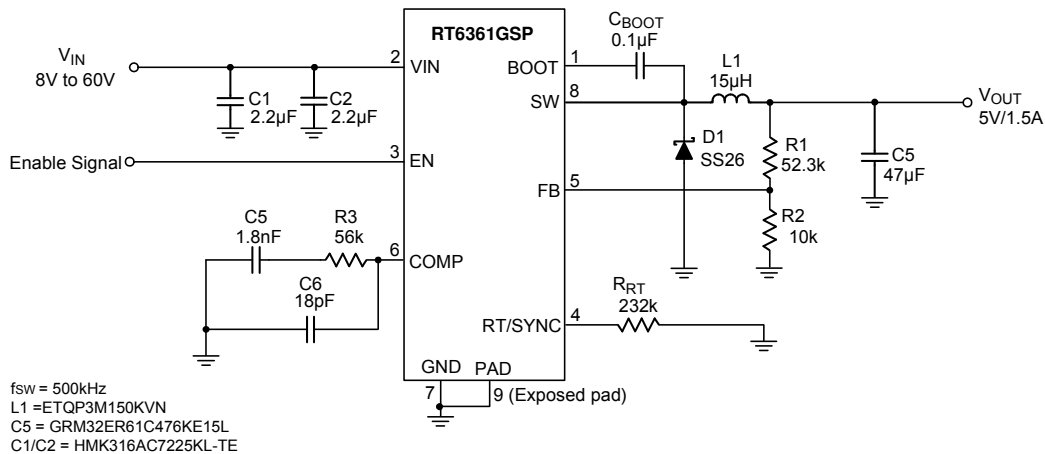 RT6361GSP
VIN
8V to 60V
2
VIN
C1
2.2µF
C2
2.2µF
Enable Signal
3
EN
C5
1.8nF
R3
56k
6
COMP
C6
18pF
CBOOT
0.1µF
1
BOOT
L1
15µH
8
SW
VOUT
5V/1.5A
D1
SS26
R1
52.3k
C5
47µF
5
FB
R2
10k
RRT
232k
4
RT/SYNC
GND
PAD
7
9 (Exposed pad)
fSW = 500kHz
L1 =ETQP3M150KVN
C5 = GRM32ER61C476KE15L
C1/C2 = HMK316AC7225KL-TE